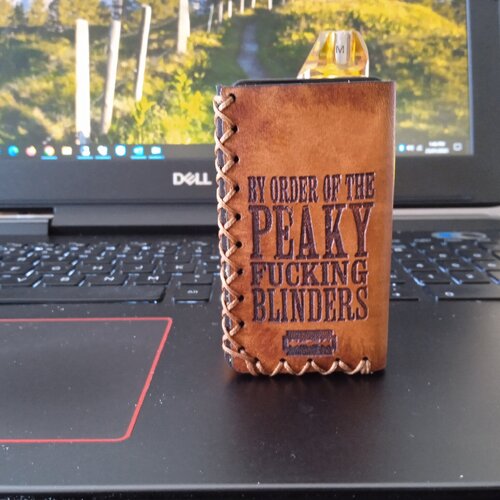 M
DELL
BY ORDER OF THE
PEAKY
FUCKING
BLINDERS